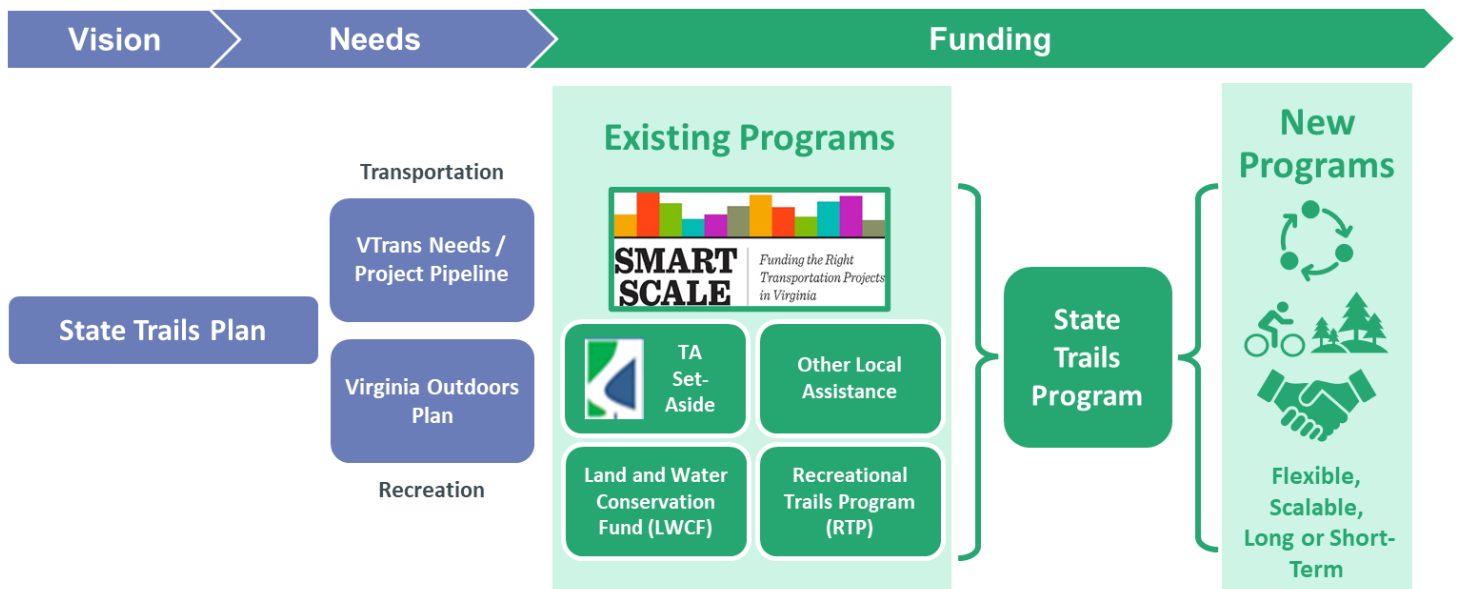 Vision
Needs
Funding
State Trails Plan
Transportation
VTrans Needs /
Project Pipeline
Virginia Outdoors
Plan
Recreation
Existing Programs
SMART
SCALE
Funding the Right
Transportation Projects
in Virginia
TA
Set-
Aside
Other Local
Assistance
Land and Water
Conservation
Fund (LWCF)
Recreational
Trails Program
(RTP)
State
Trails
Program
New
Programs
Flexible,
Scalable,
Long or Short-
Term